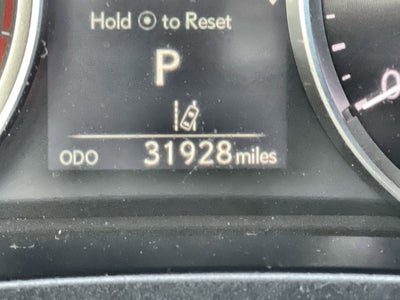 Hold to Reset
P
ODO 31928 miles